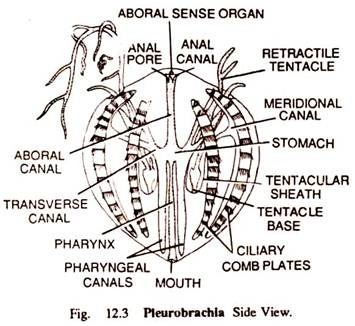 ABORAL SENSE ORGAN
ANAL
PORE
ANAL
CANAL
RETRACTILE
TENTACLE
MERIDIONAL
CANAL
STOMACH
ABORAL
CANAL
TENTACULAR
SHEATH
TRANSVERSE
CANAL
TENTACLE
BASE
PHARYNX
CILIARY
COMB PLATES
PHARYNGEAL
CANALS
MOUTH
Fig. 12.3 Pleurobrachla Side View.